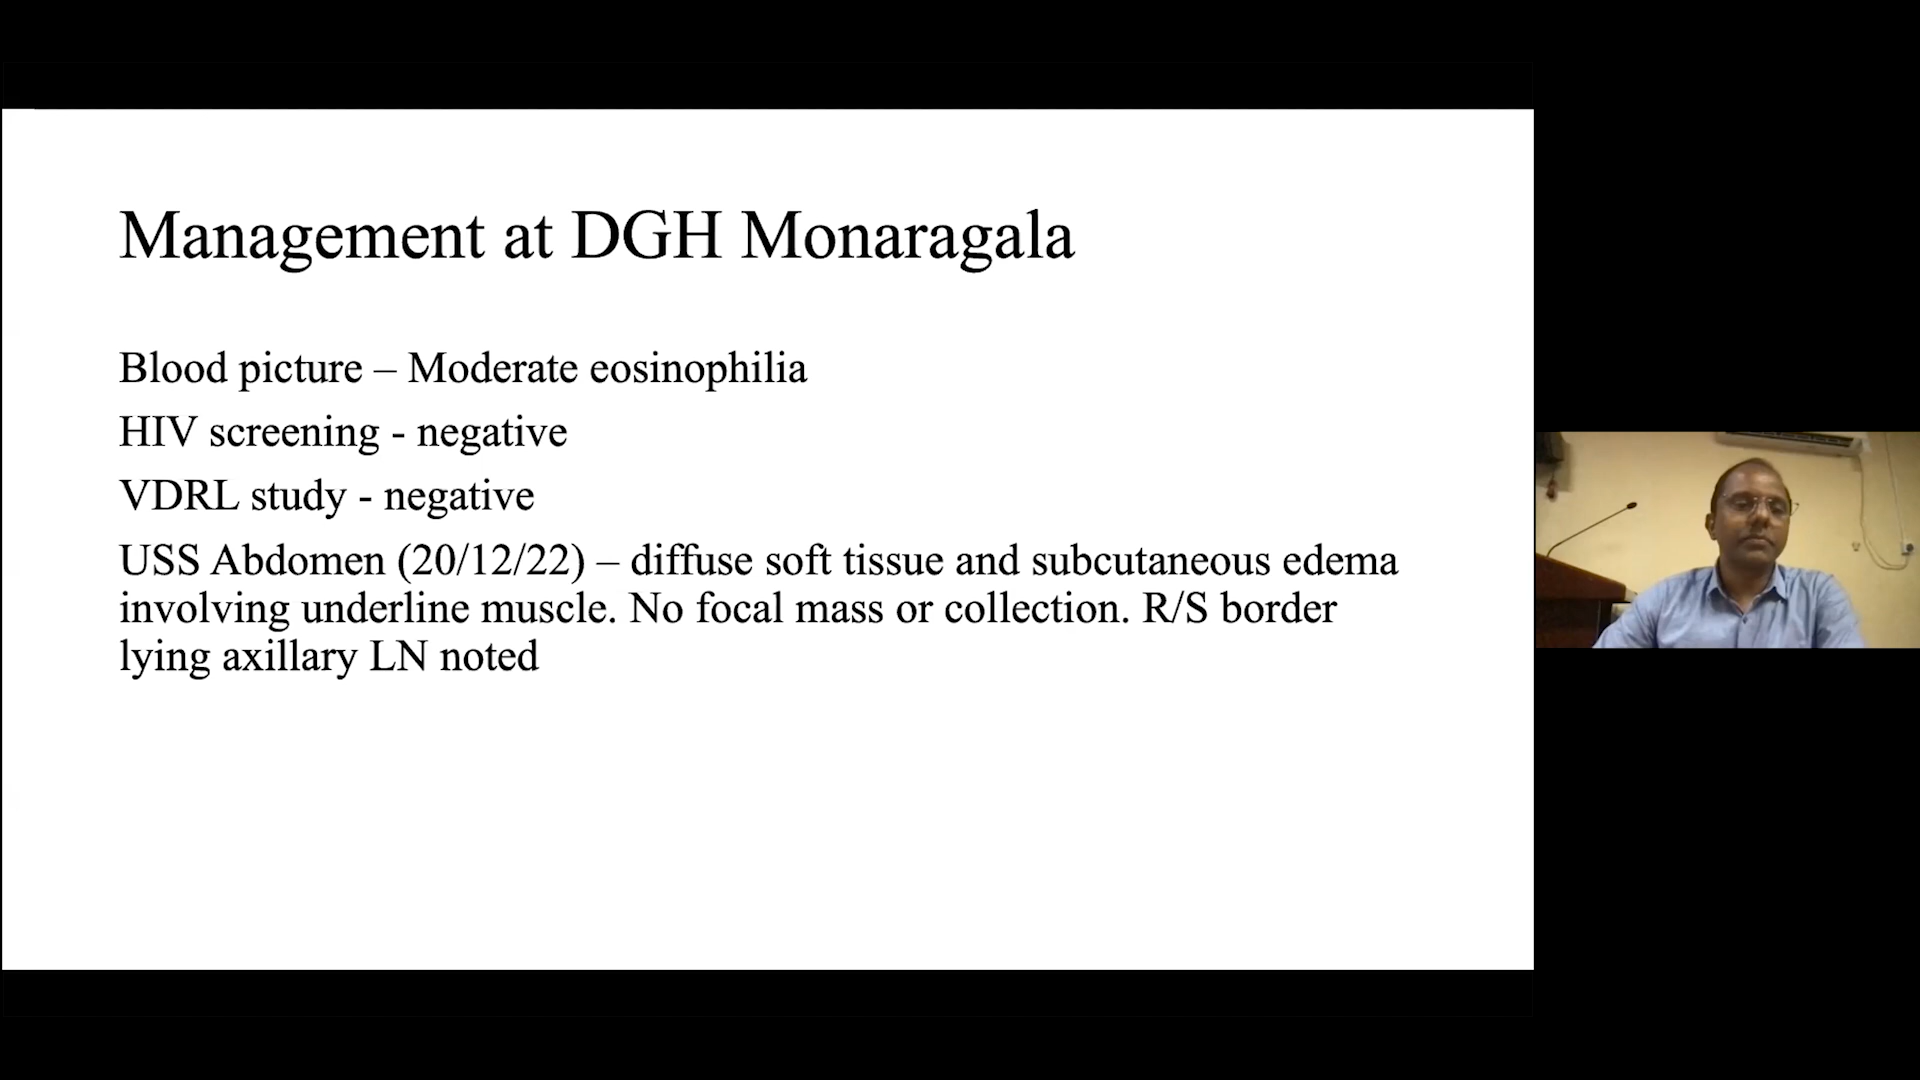 Management at DGH Monaragala
Blood picture – Moderate eosinophilia
HIV screening - negative
VDRL study - negative
USS Abdomen (20/12/22) – diffuse soft tissue and subcutaneous edema
involving underline muscle. No focal mass or collection. R/S border
lying axillary LN noted